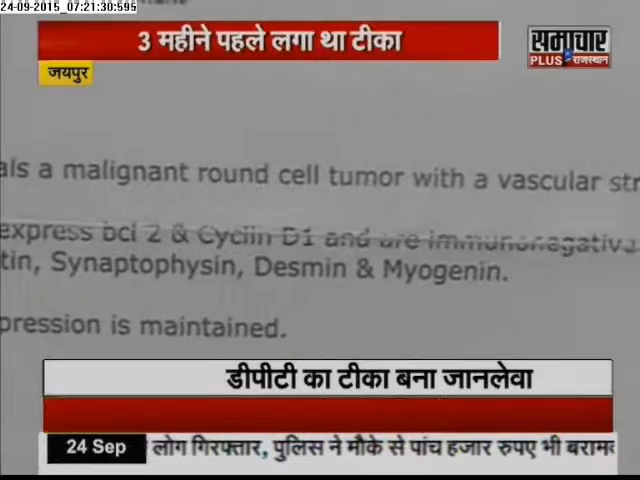 24-09-2015_07:21:30:595
3 महीने पहले लगा था टीका
समाचार
PLUS राजस्थान
जयपुर
als a malignant round cell tumor with a vascular str
express bcl 2 & Cyclin D1 and are immunonegative
tin, Synaptophysin, Desmin & Myogenin.
pression is maintained.
डीपीटी का टीका बना जानलेवा
24 Sep लोग गिरफ्तार, पुलिस ने मौके से पांच हजार रुपए भी बरामद